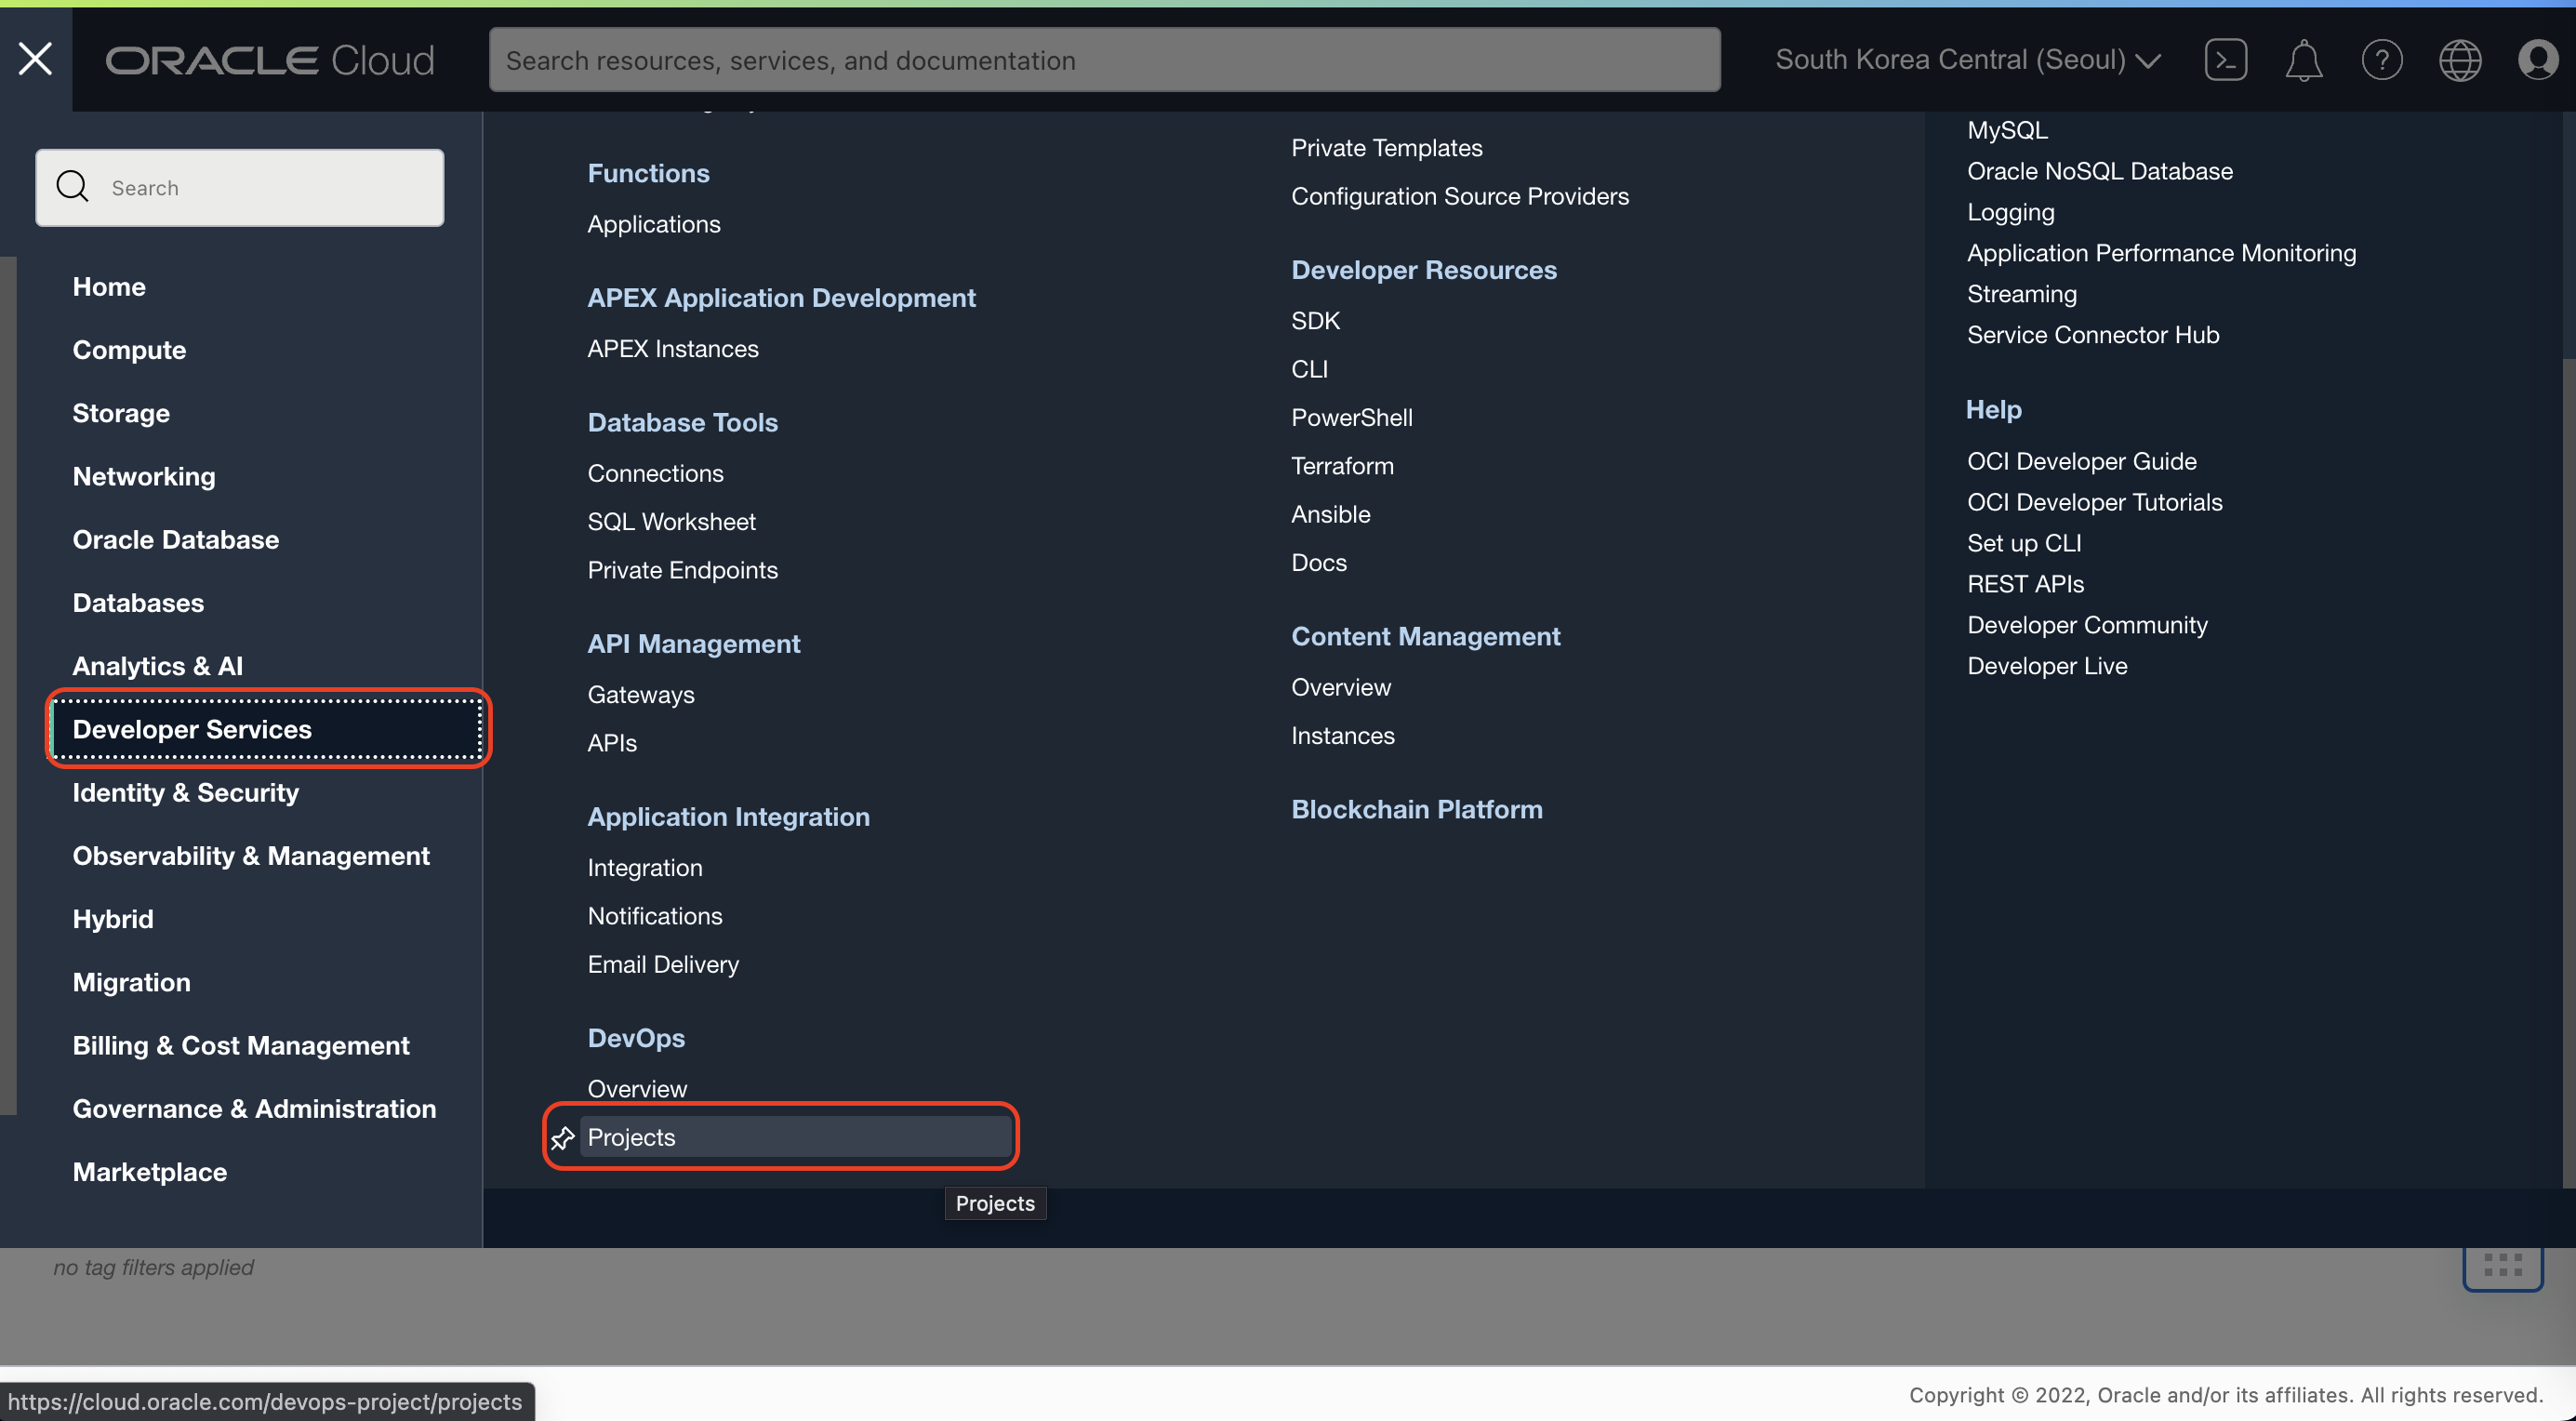 ORACLE Cloud
Search resources, services, and documentation
South Korea Central (Seoul)
Search
Home
Compute
Storage
Networking
Oracle Database
Databases
Analytics & AI
Developer Services
Identity & Security
Observability & Management
Hybrid
Migration
Billing & Cost Management
Governance & Administration
Marketplace
Functions
Applications
APEX Application Development
APEX Instances
Database Tools
Connections
SQL Worksheet
Private Endpoints
API Management
Gateways
APIs
Application Integration
Integration
Notifications
Email Delivery
DevOps
Overview
Projects
Projects
Private Templates
Configuration Source Providers
Developer Resources
SDK
CLI
PowerShell
Terraform
Ansible
Docs
Content Management
Overview
Instances
Blockchain Platform
MySQL
Oracle NoSQL Database
Logging
Application Performance Monitoring
Streaming
Service Connector Hub
Help
OCI Developer Guide
OCI Developer Tutorials
Set up CLI
REST APIs
Developer Community
Developer Live
no tag filters applied
https://cloud.oracle.com/devops-project/projects
Copyright © 2022, Oracle and/or its affiliates. All rights reserved.